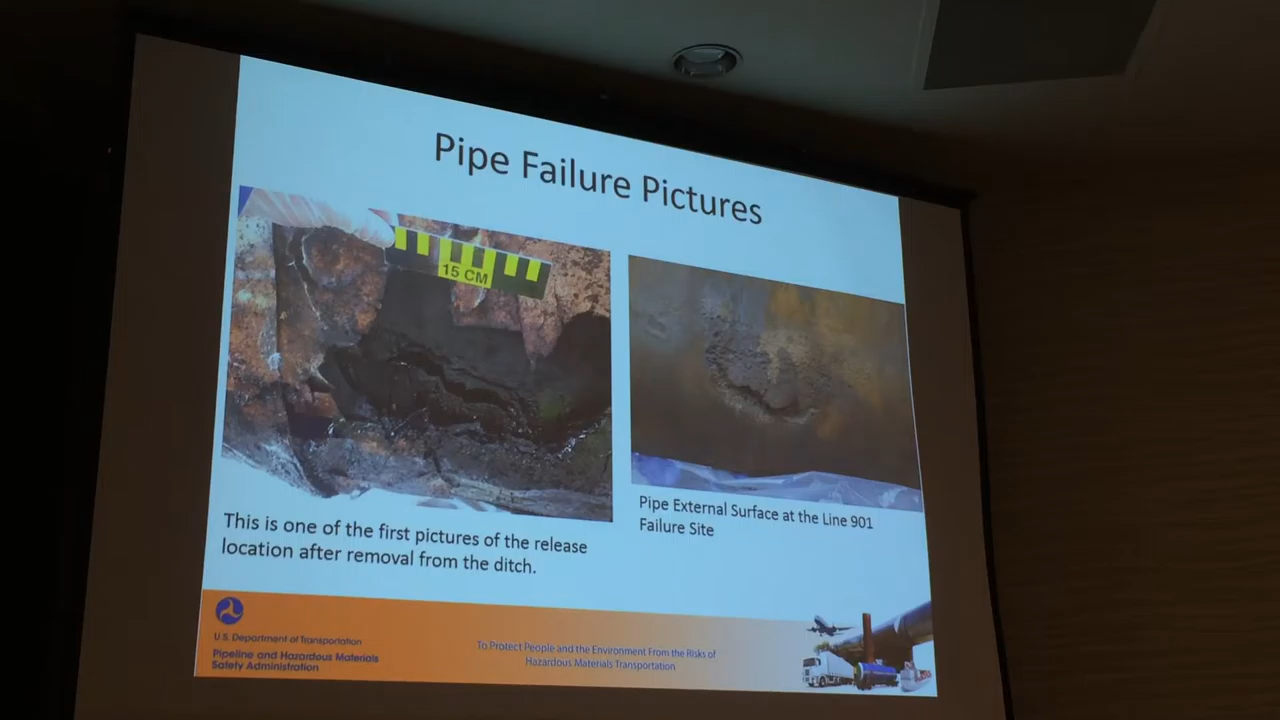 Pipe Failure Pictures
15 CM
This is one of the first pictures of the release
location after removal from the ditch.
Pipe External Surface at the Line 901
Failure Site
U.S. Department of Transportation
Pipeline and Hazardous Materials
Safety Administration
To Protect People and the Environment From the Risks of
Hazardous Materials Transportation